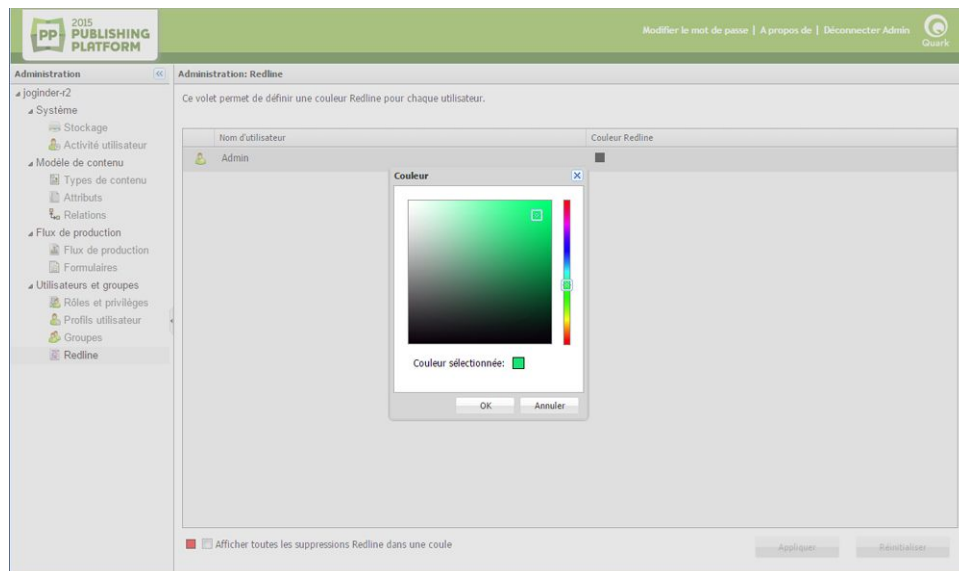 PP 2015
PUBLISHING
PLATFORM
Modifier le mot de passe | A propos de | Déconnecter Admin
Quark
Administration
Administration: Redline
joginder-r2
Ce volet permet de définir une couleur Redline pour chaque utilisateur.
Système
Stockage
Activité utilisateur
Modèle de contenu
Types de contenu
Attributs
Relations
Flux de production
Flux de production
Formulaires
Utilisateurs et groupes
Rôles et privilèges
Profils utilisateur
Groupes
Redline
Nom d'utilisateur
Couleur Redline
Admin
Couleur
Couleur sélectionnée:
OK Annuler
Afficher toutes les suppressions Redline dans une coule
Appliquer Réinitialiser